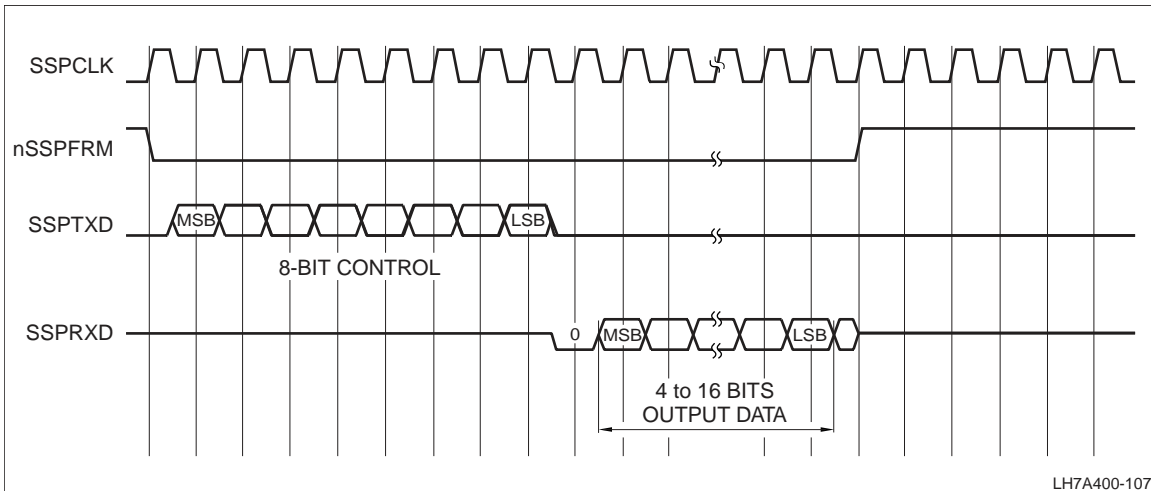 SSPCLK
nSSPFRM
SSPTXD
MSB
LSB
8-BIT CONTROL
SSPRXD
0
MSB
LSB
4 to 16 BITS
OUTPUT DATA
LH7A400-107